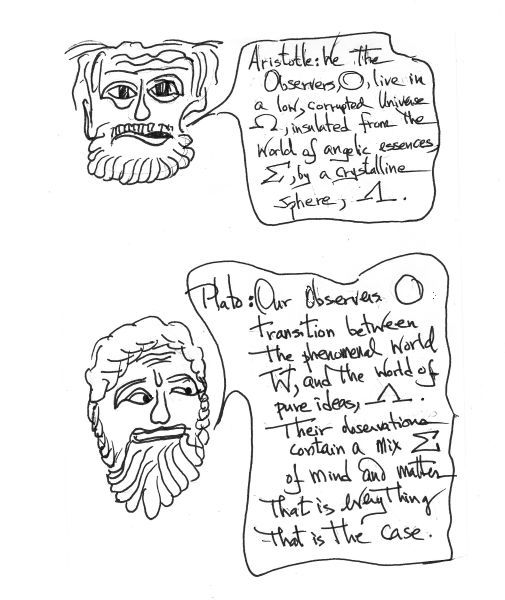 Aristotle: We the
Observers, O, live in
a low, corrupted Universe
Ω, insulated from the
World of angelic essences,
Σ, by a crystalline
sphere, Λ.
Plato: Our Observers O
transition between
the phenomenal world
W, and the world of
pure ideas, Λ.
Their observations
contain a mix Σ
of mind and matter
that is everything
that is the case.